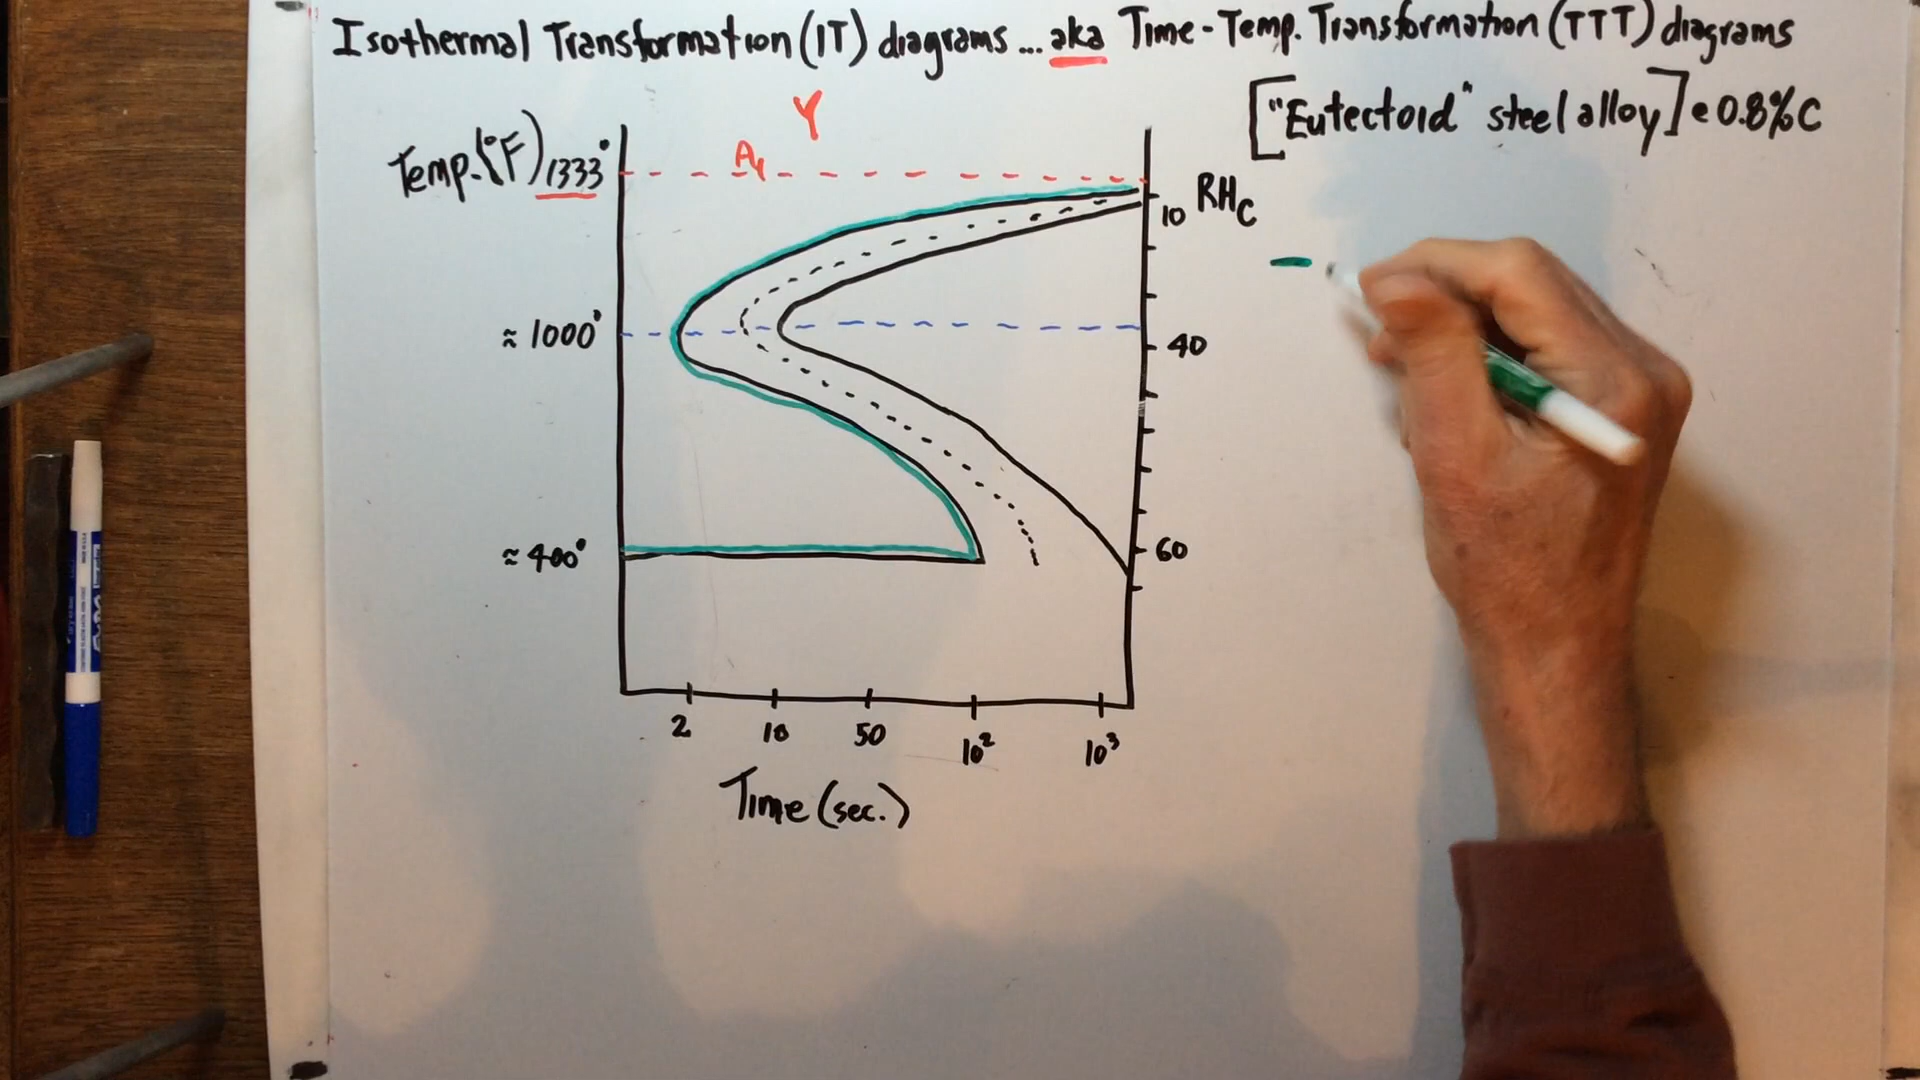 Isothermal Transformation (IT) diagrams ... aka Time-Temp. Transformation (TTT) diagrams
["Eutectoid" steel alloy] @ 0.8% C
γ
Temp. (°F) 1333°
A₁
10 RHC
≈ 1000°
40
≈ 400°
60
2 10 50 10² 10³
Time (sec.)